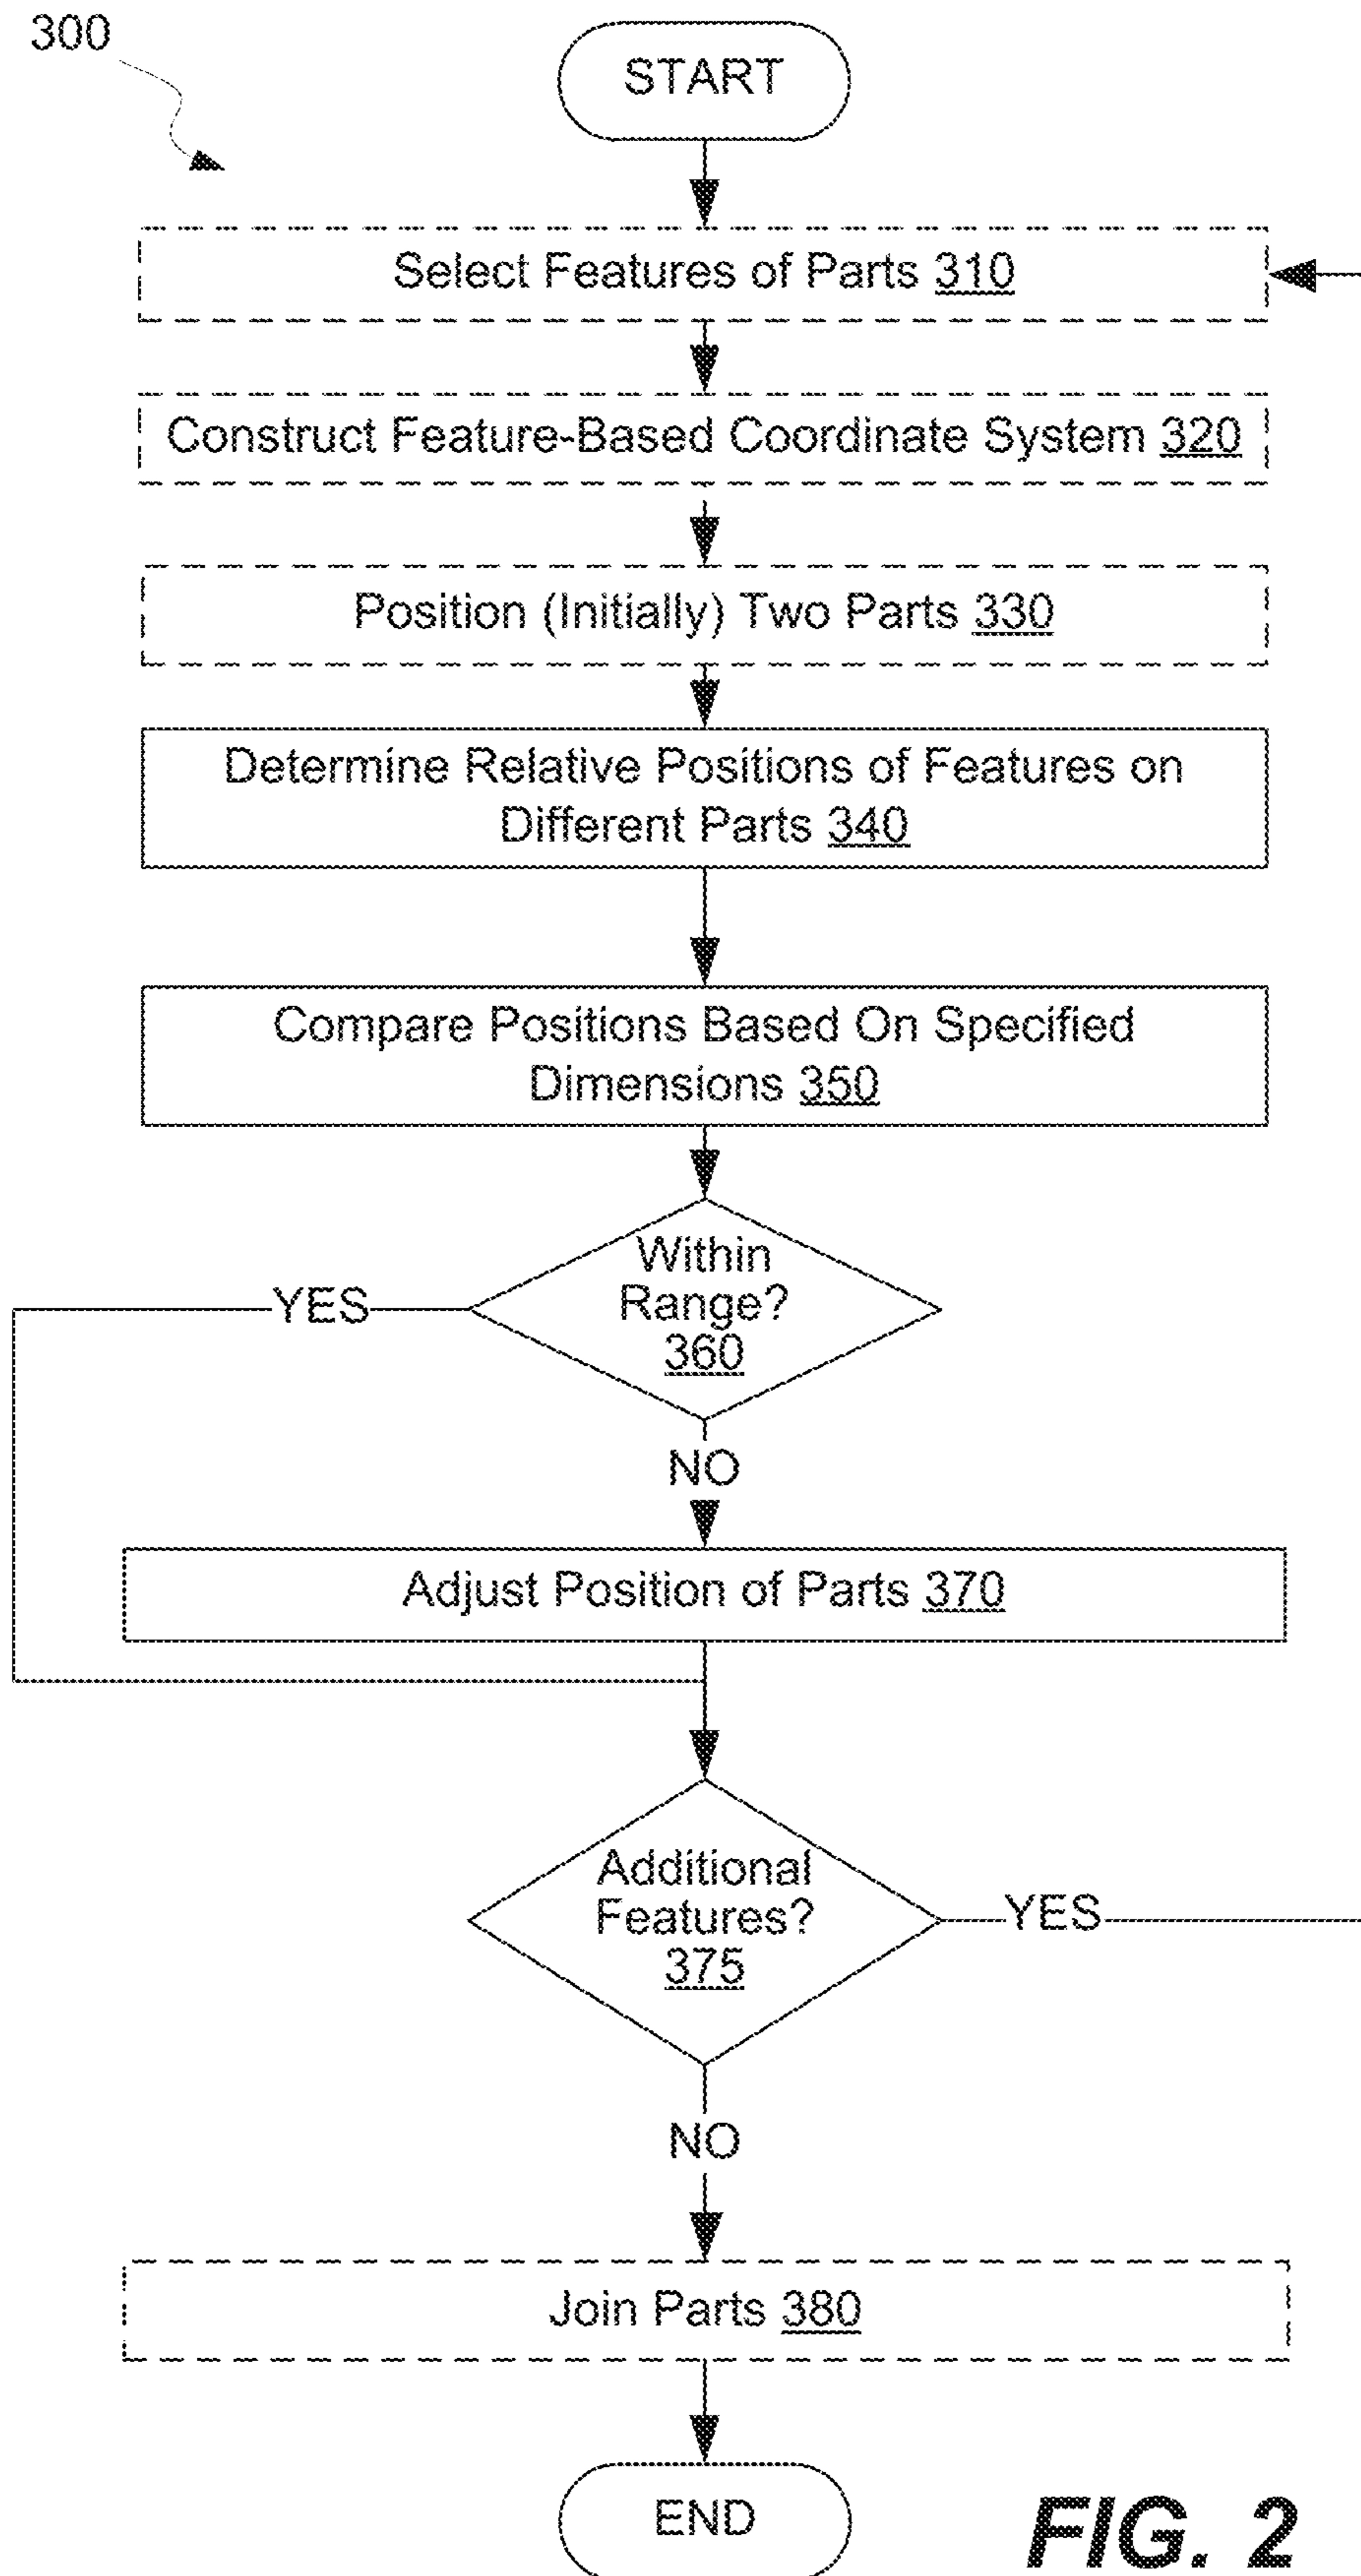 300
START
Select Features of Parts 310
Construct Feature-Based Coordinate System 320
Position (Initially) Two Parts 330
Determine Relative Positions of Features on
Different Parts 340
Compare Positions Based On Specified
Dimensions 350
Within
Range?
360
YES
NO
Adjust Position of Parts 370
Additional
Features?
375
YES
NO
Join Parts 380
END
FIG. 2